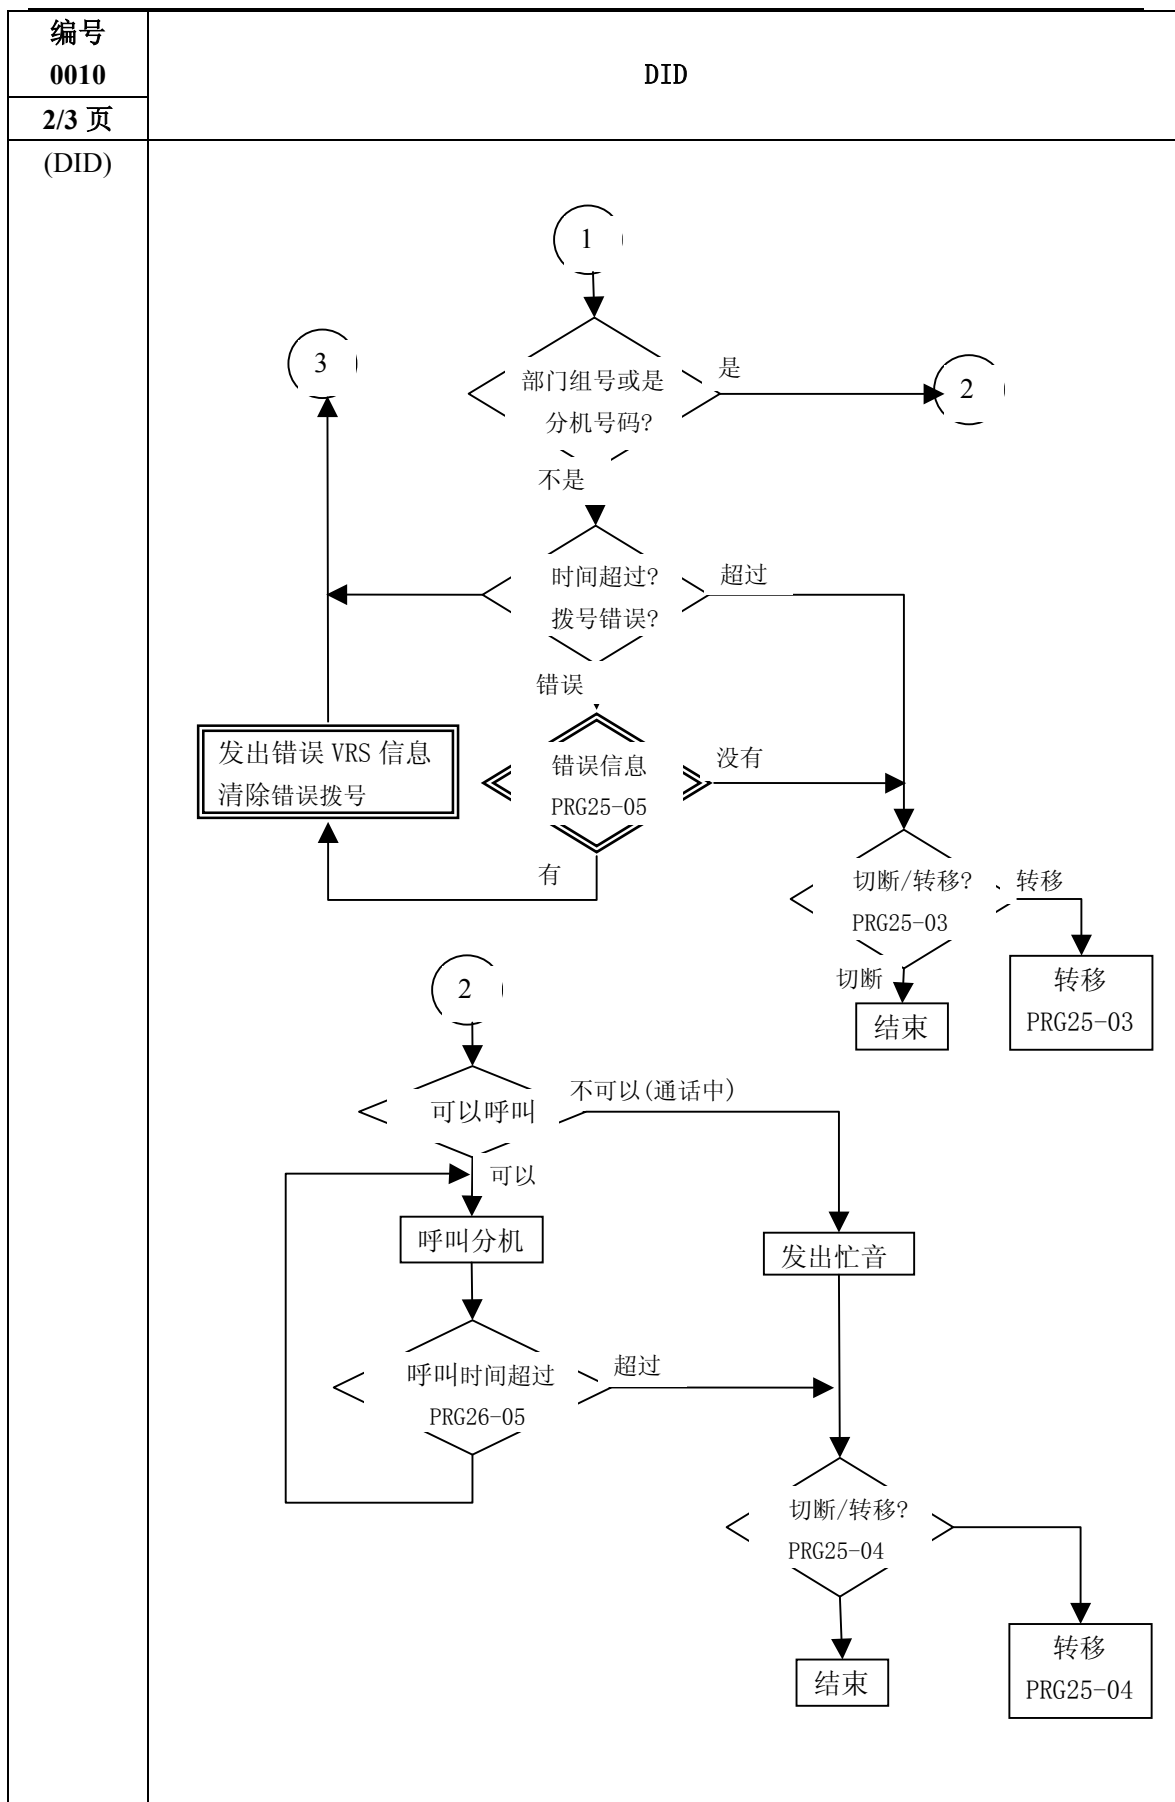 编号
0010
DID
2/3 页
(DID)
1
3
部门组号或是
分机号码?
是
2
不是
时间超过?
拨号错误?
超过
错误
发出错误 VRS 信息
清除错误拨号
错误信息
PRG25-05
没有
有
切断/转移?
PRG25-03
转移
切断
结束
转移
PRG25-03
2
可以呼叫
不可以(通话中)
可以
呼叫分机
发出忙音
呼叫时间超过
PRG26-05
超过
切断/转移?
PRG25-04
结束
转移
PRG25-04